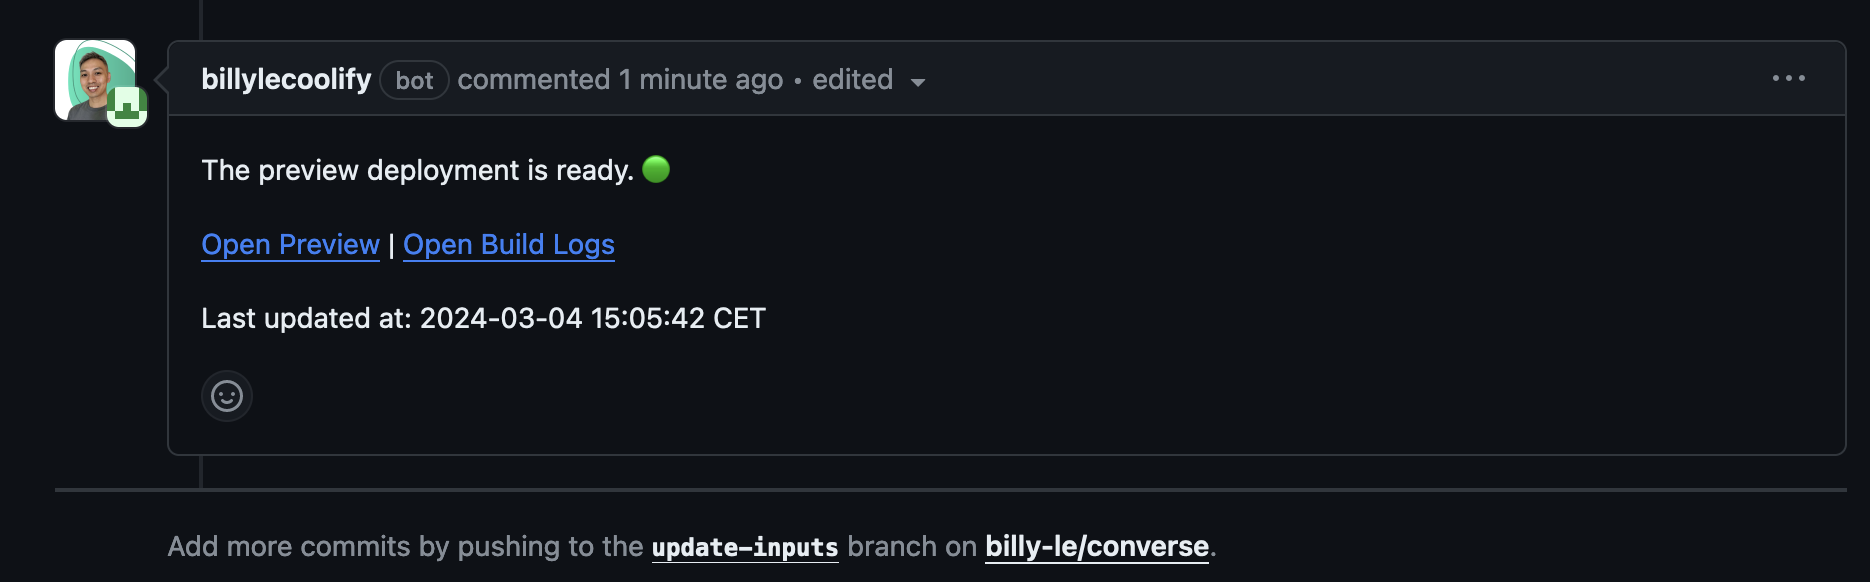 billylecoolify bot commented 1 minute ago • edited
The preview deployment is ready.
Open Preview | Open Build Logs
Last updated at: 2024-03-04 15:05:42 CET
Add more commits by pushing to the update-inputs branch on billy-le/converse.